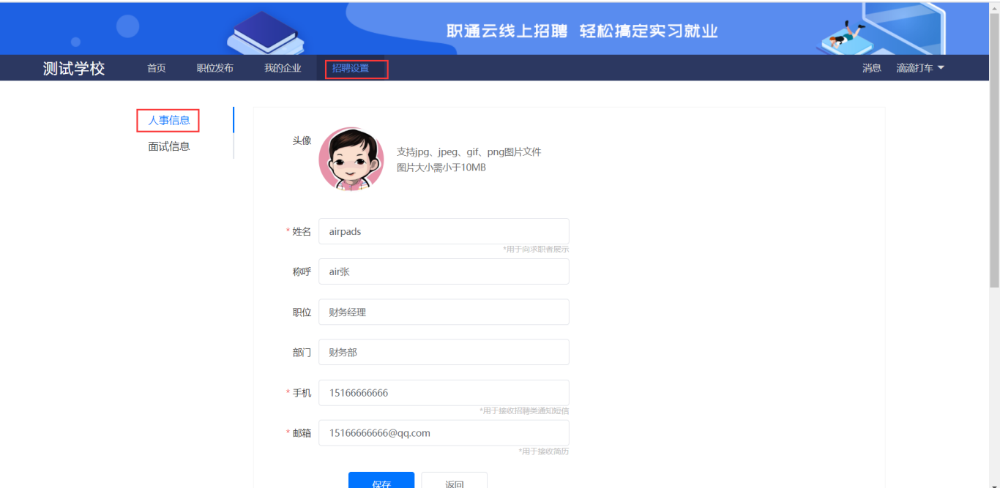 职通云线上招聘 轻松搞定实习就业
测试学校 首页 职位发布 我的企业 招聘设置 消息 滴滴打车
人事信息
面试信息
头像
支持jpg、jpeg、gif、png图片文件
图片大小需小于10MB
* 姓名 airpads
*用于向求职者展示
称呼 air张
职位 财务经理
部门 财务部
* 手机 15166666666
*用于接收招聘类通知短信
* 邮箱 15166666666@qq.com
*用于接收简历
保存 返回